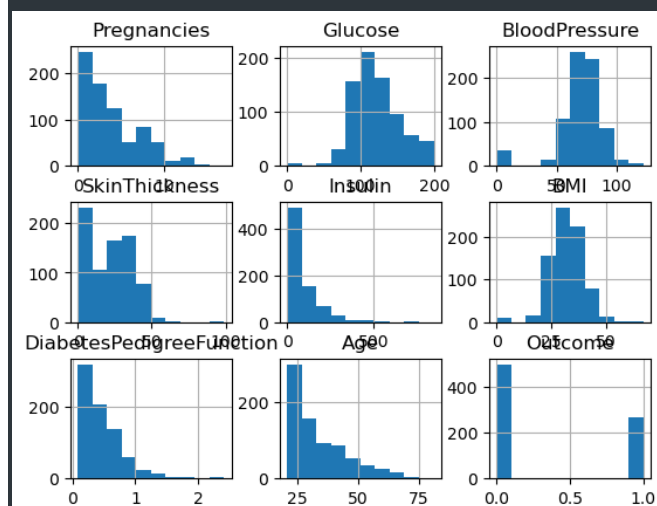 Pregnancies Glucose BloodPressure
200 200 200
100 100 100
0 0 0
0 10 0 100 200 0 50 100
SkinThickness Insulin BMI
200 400 200
100 200 100
0 0 0
0 50 100 0 500 0 25 50
DiabetesPedigreeFunction Age Outcome
200 200 400
200
0 0 0
0 1 2 25 50 75 0.0 0.5 1.0